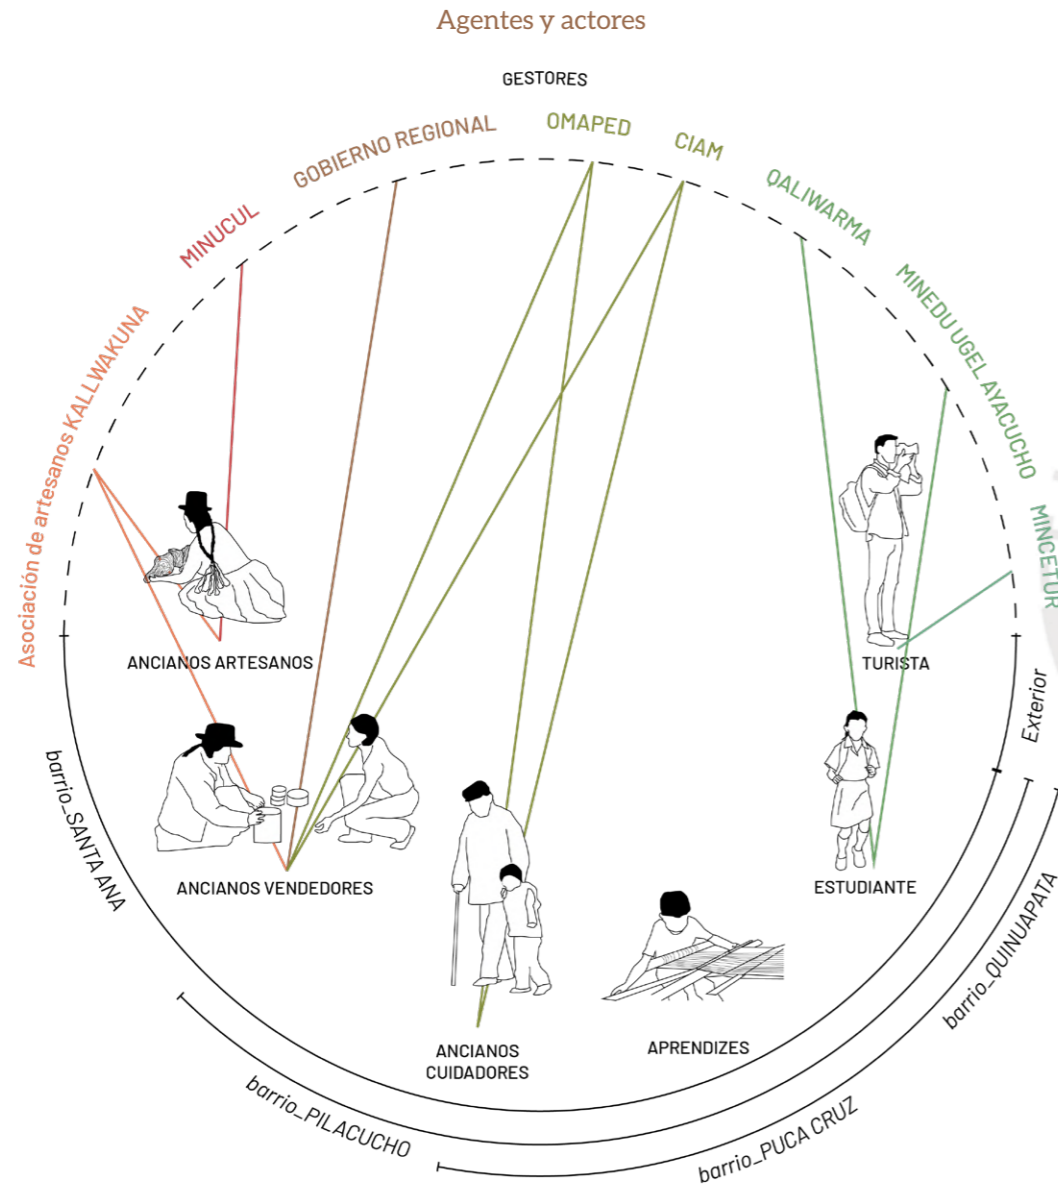 Agentes y actores
GESTORES
Asociación de artesanos KALLWAKUNA
MINUCUL
GOBIERNO REGIONAL
OMAPED
CIAM
QALIWARMA
MINEDU UGEL AYACUCHO
MINCETUR
ANCIANOS ARTESANOS
TURISTA
ANCIANOS VENDEDORES
ESTUDIANTE
ANCIANOS
CUIDADORES
APRENDIZES
Exterior
barrio_SANTA ANA
barrio_PILACUCHO
barrio_PUCA CRUZ
barrio_QUINUAPATA